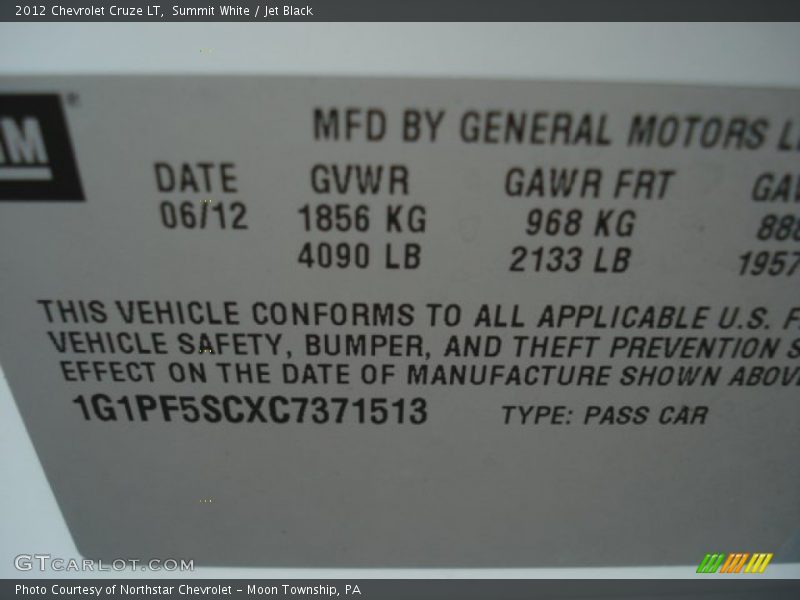 2012 Chevrolet Cruze LT, Summit White / Jet Black
MFD BY GENERAL MOTORS
DATE GVWR GAWR FRT
06/12 1856 KG 968 KG 888
4090 LB 2133 LB 1957
THIS VEHICLE CONFORMS TO ALL APPLICABLE U.S.
VEHICLE SAFETY, BUMPER, AND THEFT PREVENTION
EFFECT ON THE DATE OF MANUFACTURE SHOWN
1G1PF5SCXC7371513 TYPE: PASS CAR
GTCARLOT.COM
Photo Courtesy of Northstar Chevrolet - Moon Township, PA